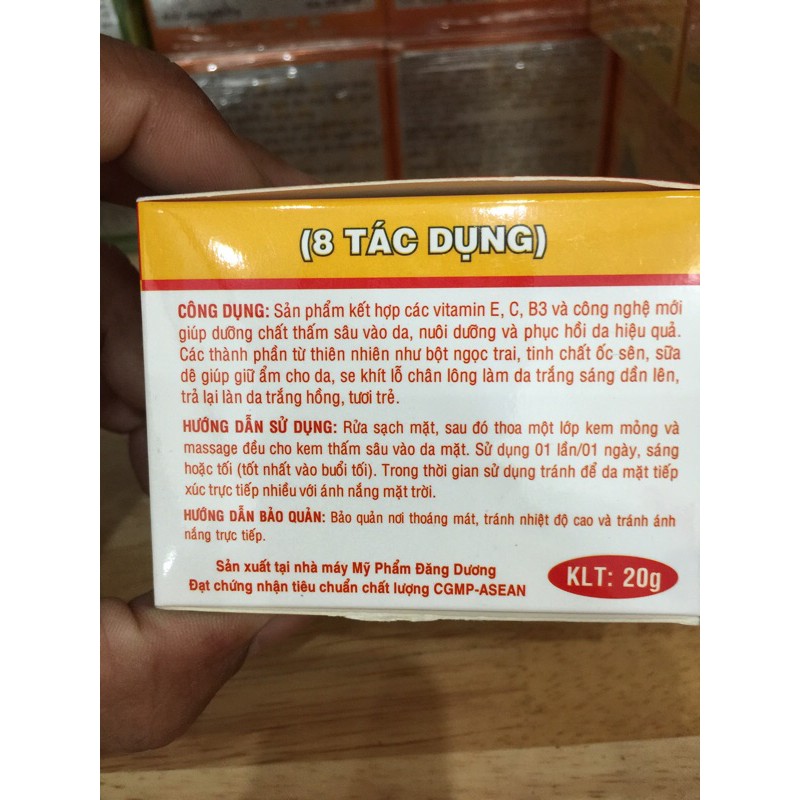 (8 TÁC DỤNG)
CÔNG DỤNG: Sản phẩm kết hợp các vitamin E, C, B3 và công nghệ mới
giúp dưỡng chất thấm sâu vào da, nuôi dưỡng và phục hồi da hiệu quả.
Các thành phần từ thiên nhiên như bột ngọc trai, tinh chất ốc sên, sữa
dê giúp giữ ẩm cho da, se khít lỗ chân lông làm da trắng sáng dần lên,
trả lại làn da trắng hồng, tươi trẻ.
HƯỚNG DẪN SỬ DỤNG: Rửa sạch mặt, sau đó thoa một lớp kem mỏng và
massage đều cho kem thấm sâu vào da mặt. Sử dụng 01 lần/01 ngày, sáng
hoặc tối (tốt nhất vào buổi tối). Trong thời gian sử dụng tránh để da mặt tiếp
xúc trực tiếp nhiều với ánh nắng mặt trời.
HƯỚNG DẪN BẢO QUẢN: Bảo quản nơi thoáng mát, tránh nhiệt độ cao và tránh ánh
nắng trực tiếp.
Sản xuất tại nhà máy Mỹ Phẩm Đăng Dương
Đạt chứng nhận tiêu chuẩn chất lượng CGMP-ASEAN
KLT: 20g